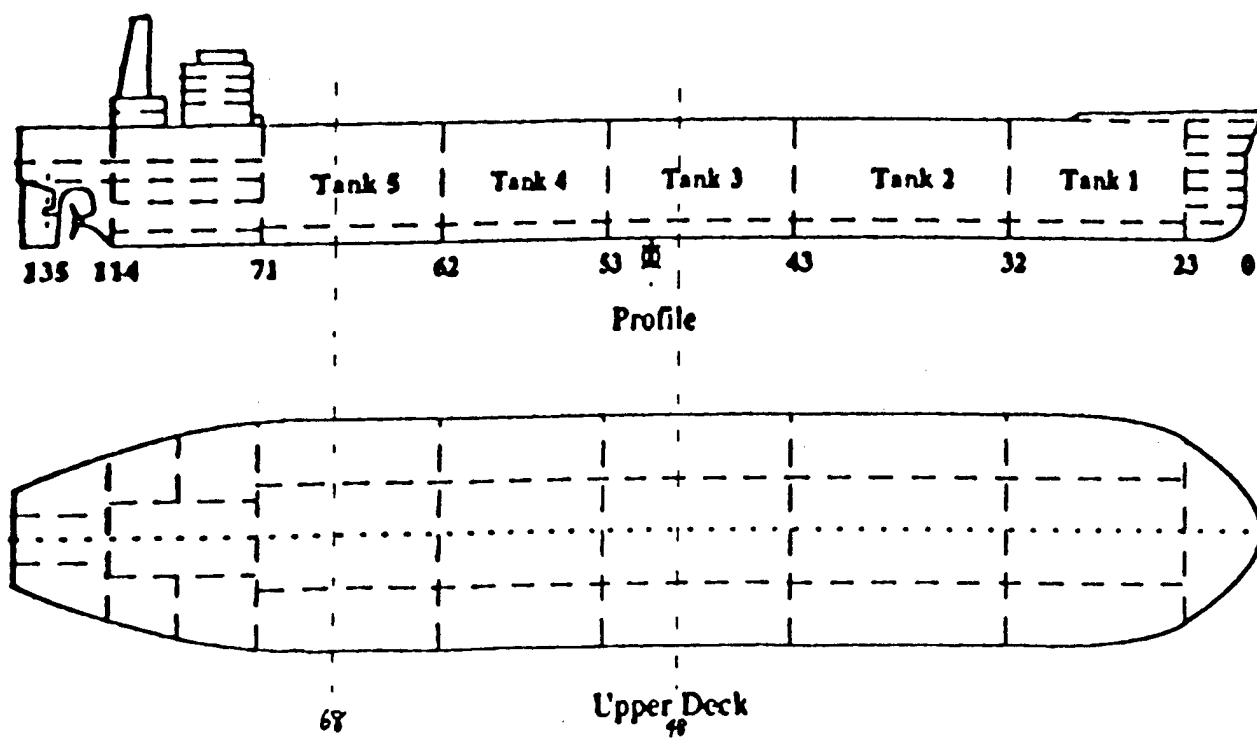 Tank 5 Tank 4 Tank 3 Tank 2 Tank 1
135 114 71 62 53 43 32 23 0
Profile
Upper Deck
68 48